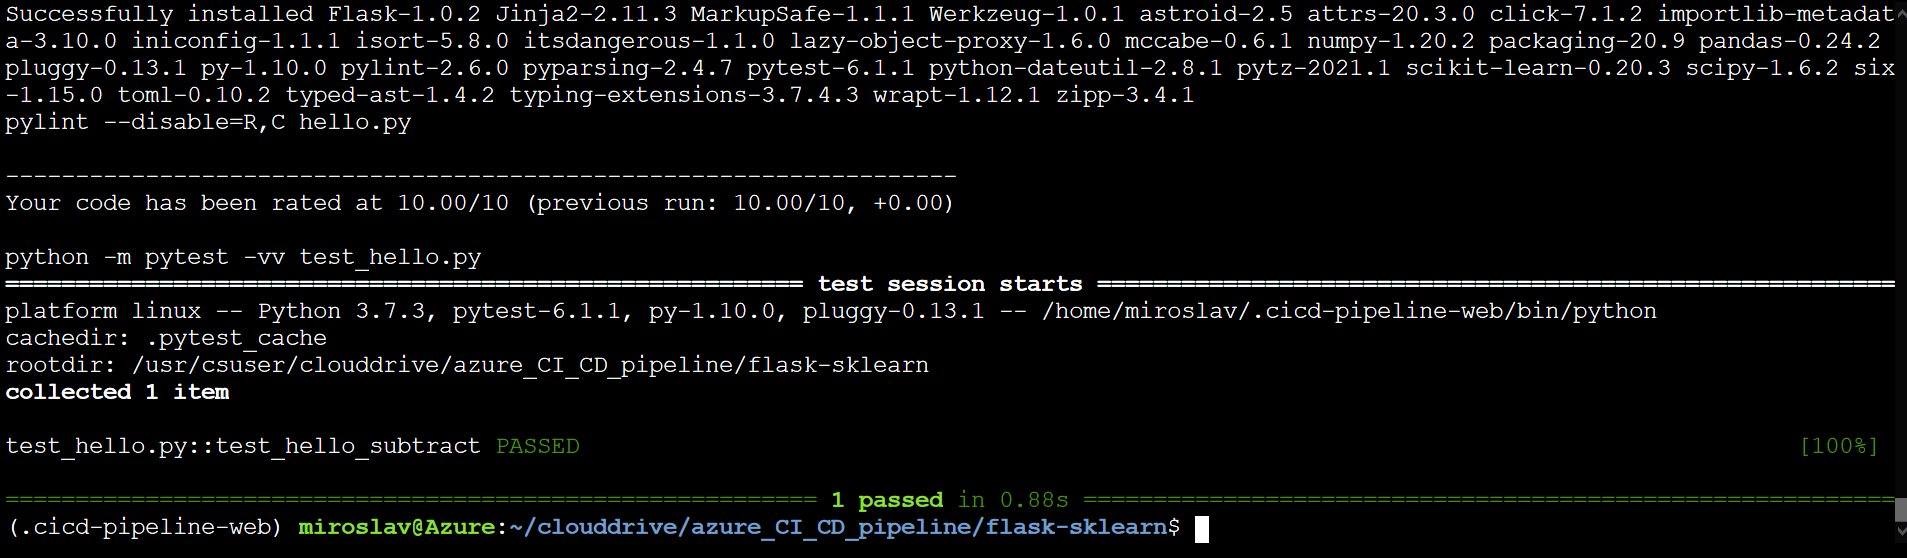 Successfully installed Flask-1.0.2 Jinja2-2.11.3 MarkupSafe-1.1.1 Werkzeug-1.0.1 astroid-2.5 attrs-20.3.0 click-7.1.2 importlib-metadat
a-3.10.0 iniconfig-1.1.1 isort-5.8.0 itsdangerous-1.1.0 lazy-object-proxy-1.6.0 mccabe-0.6.1 numpy-1.20.2 packaging-20.9 pandas-0.24.2
pluggy-0.13.1 py-1.10.0 pylint-2.6.0 pyparsing-2.4.7 pytest-6.1.1 python-dateutil-2.8.1 pytz-2021.1 scikit-learn-0.20.3 scipy-1.6.2 six
-1.15.0 toml-0.10.2 typed-ast-1.4.2 typing-extensions-3.7.4.3 wrapt-1.12.1 zipp-3.4.1
pylint --disable=R,C hello.py
--------------------------------------------------------------------
Your code has been rated at 10.00/10 (previous run: 10.00/10, +0.00)
python -m pytest -vv test_hello.py
========================================================= test session starts =========================================================
platform linux -- Python 3.7.3, pytest-6.1.1, py-1.10.0, pluggy-0.13.1 -- /home/miroslav/.cicd-pipeline-web/bin/python
cachedir: .pytest_cache
rootdir: /usr/csuser/clouddrive/azure_CI_CD_pipeline/flask-sklearn
collected 1 item
test_hello.py::test_hello_subtract PASSED [100%]
========================================================== 1 passed in 0.88s ==========================================================
(.cicd-pipeline-web) miroslav@Azure:~/clouddrive/azure_CI_CD_pipeline/flask-sklearn$